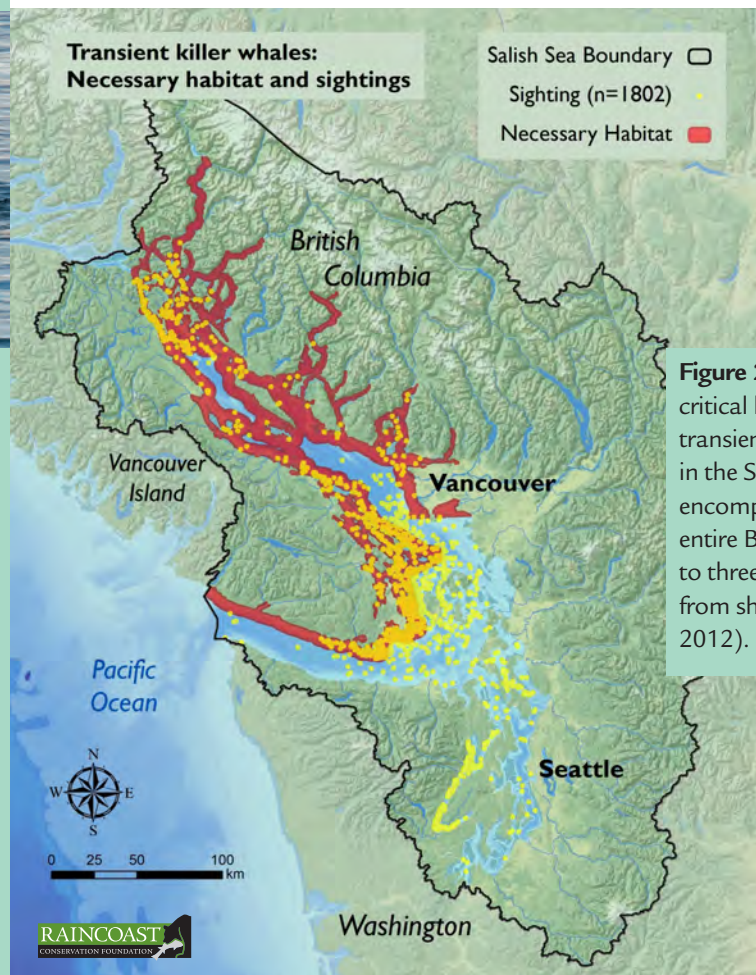 Transient killer whales:
Necessary habitat and sightings
Salish Sea Boundary
Sighting (n=1802)
Necessary Habitat
British
Columbia
Vancouver
Island
Vancouver
Figure 2
critical
transien
in the S
encomp
entire B
to three
from sh
2012).
Pacific
Ocean
Seattle
N
W
E
S
0 25 50 100
km
Washington
RAINCOAST
CONSERVATION FOUNDATION